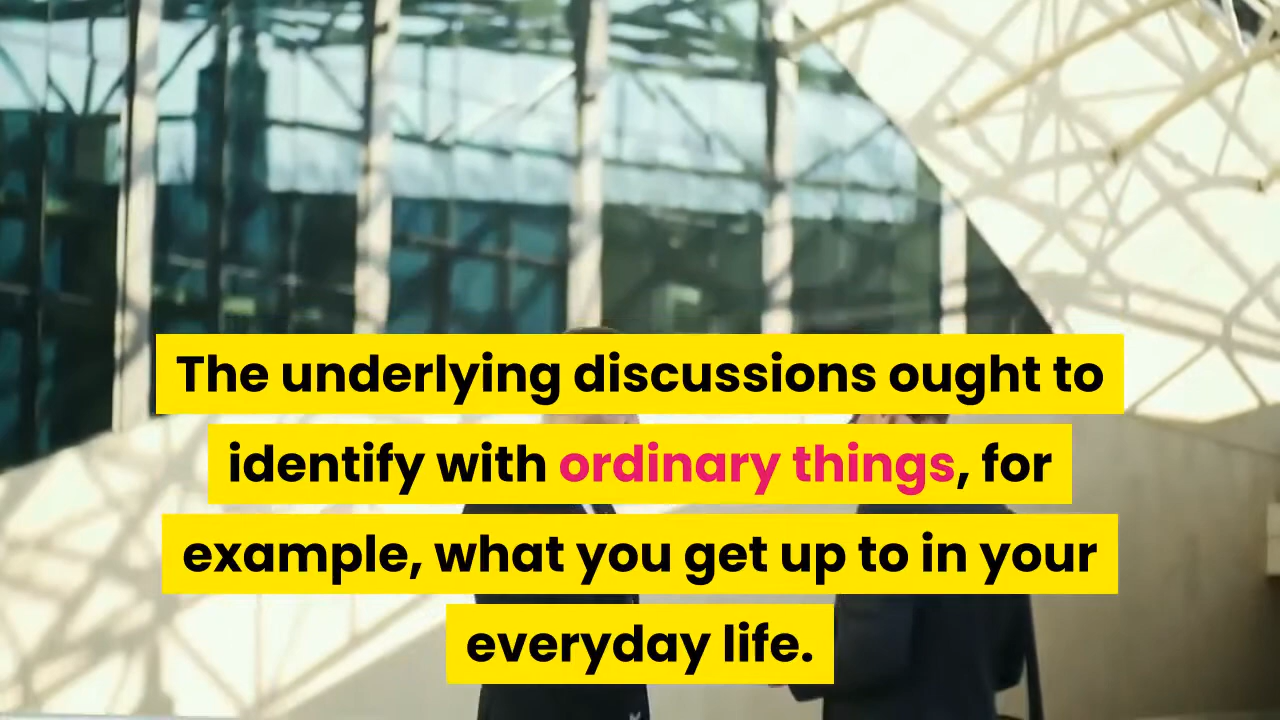 The underlying discussions ought to
identify with ordinary things, for
example, what you get up to in your
everyday life.